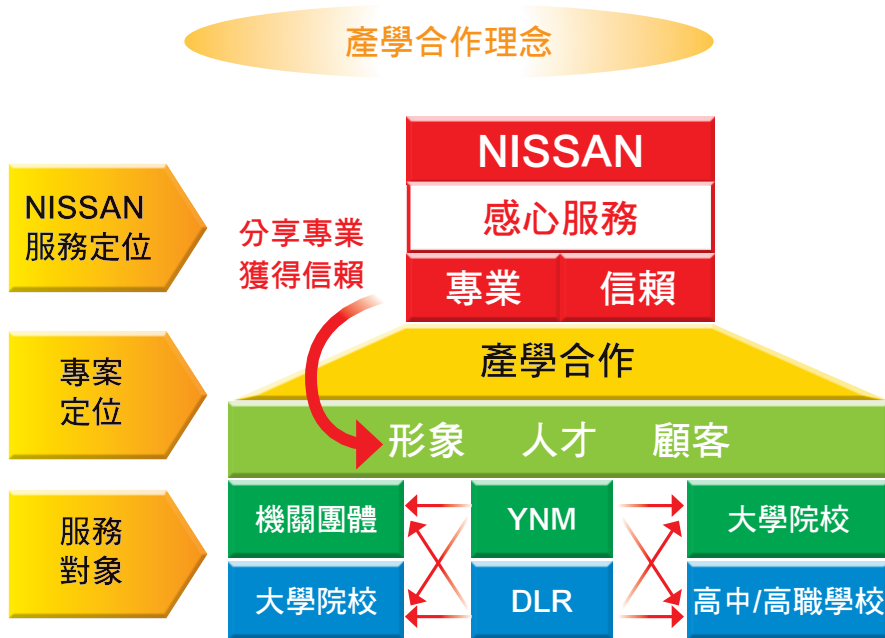 產學合作理念
NISSAN
服務定位
分享專業
獲得信賴
NISSAN
感心服務
專業 信賴
專案
定位
產學合作
形象 人才 顧客
服務
對象
機關團體 YNM 大學院校
大學院校 DLR 高中/高職學校